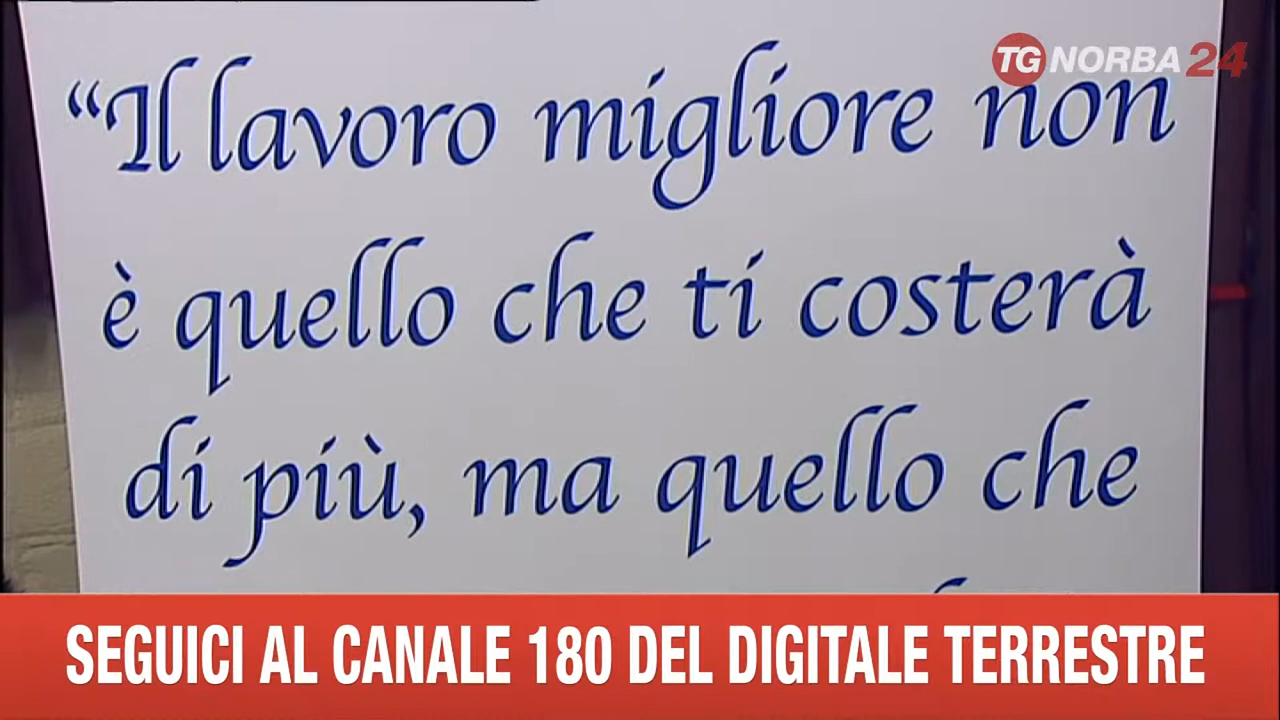 TG NORBA 24
“Il lavoro migliore non
è quello che ti costerà
di più, ma quello che
SEGUICI AL CANALE 180 DEL DIGITALE TERRESTRE